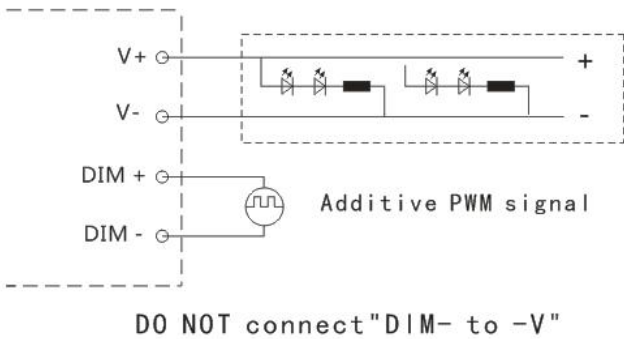 V+
+
V-
-
DIM +
Additive PWM signal
DIM -
DO NOT connect"DIM- to -V"